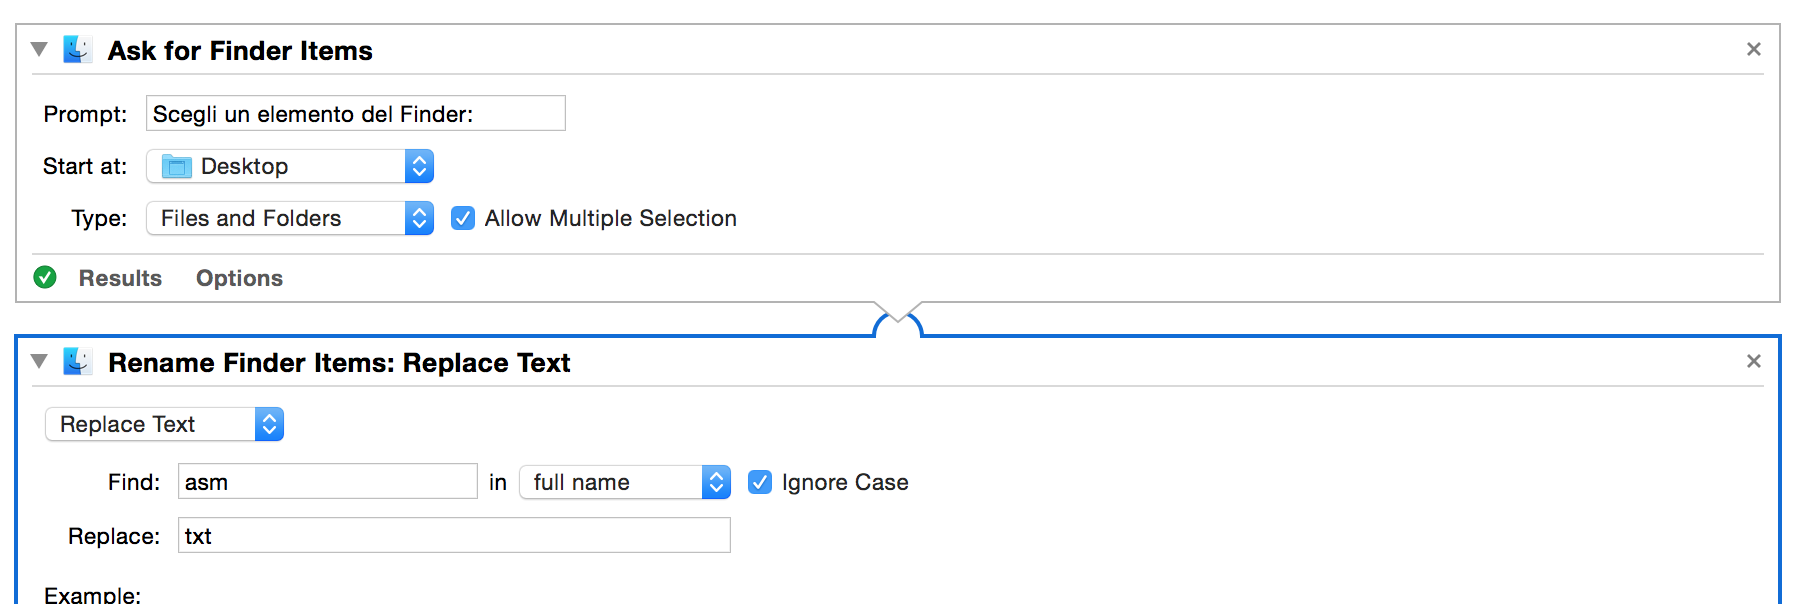 Ask for Finder Items
Prompt: Scegli un elemento del Finder:
Start at: Desktop
Type: Files and Folders Allow Multiple Selection
Results Options
Rename Finder Items: Replace Text
Replace Text
Find: asm in full name Ignore Case
Replace: txt
Example: